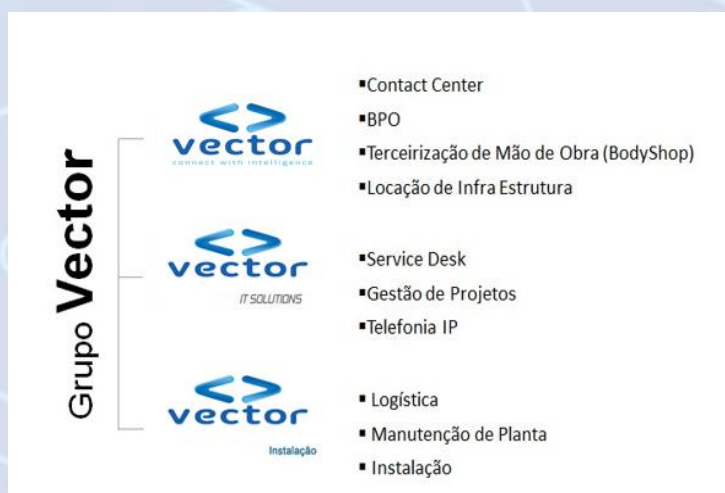 Grupo Vector
vector
connect with intelligence
▪Contact Center
▪BPO
▪Terceirização de Mão de Obra (BodyShop)
▪Locação de Infra Estrutura
vector
IT SOLUTIONS
▪Service Desk
▪Gestão de Projetos
▪Telefonia IP
vector
Instalação
▪ Logística
▪ Manutenção de Planta
▪ Instalação